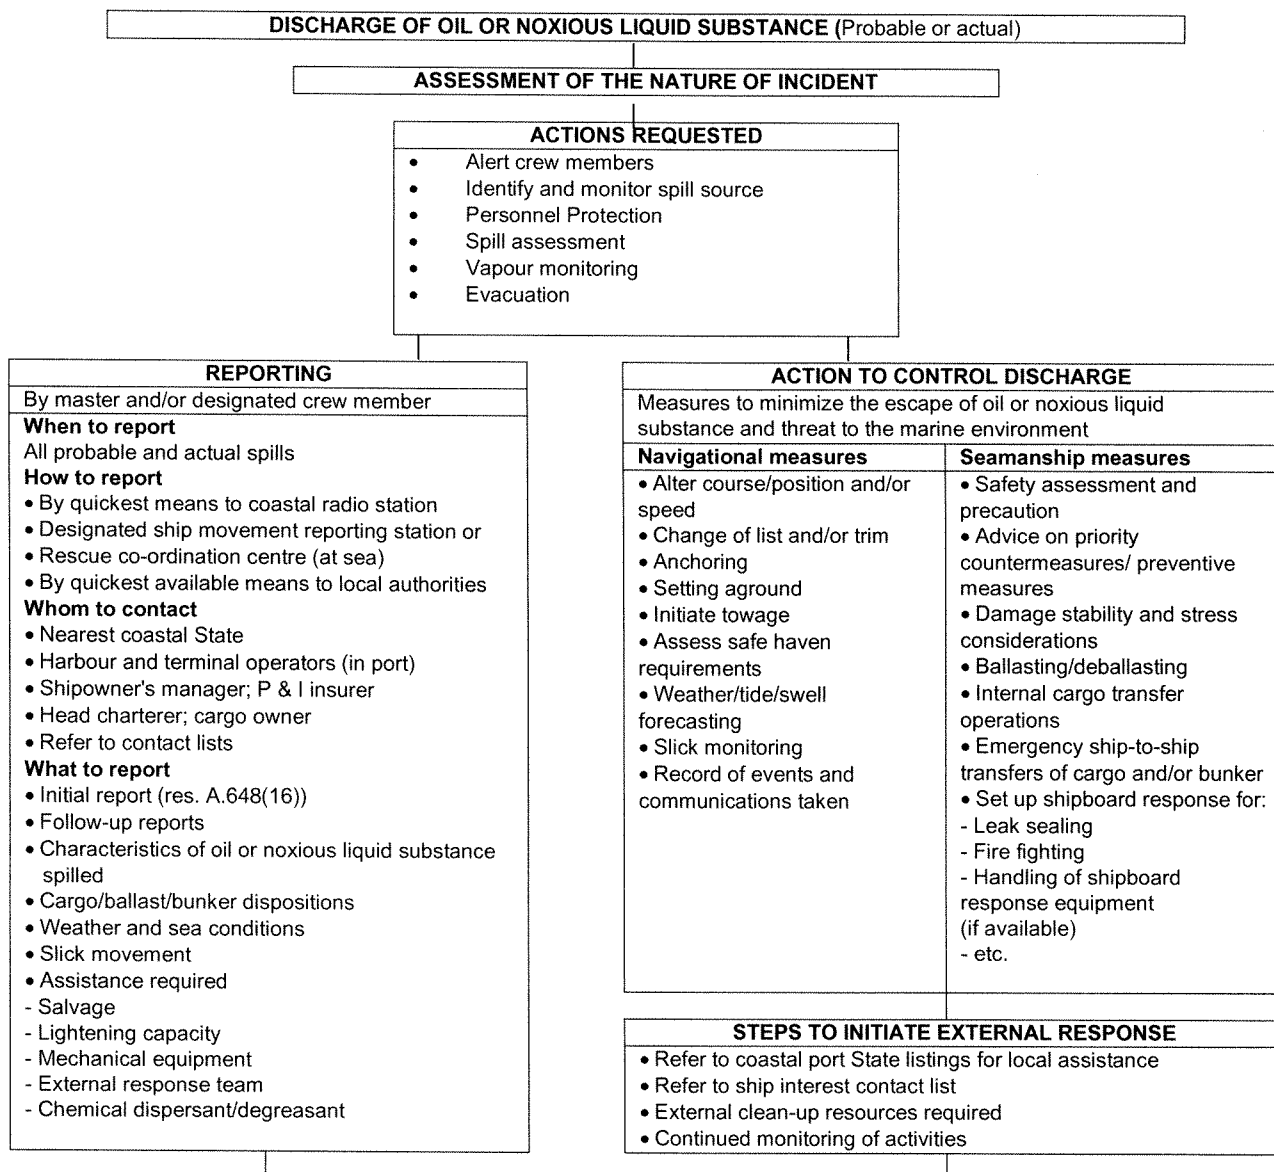 DISCHARGE OF OIL OR NOXIOUS LIQUID SUBSTANCE (Probable or actual)
ASSESSMENT OF THE NATURE OF INCIDENT
ACTIONS REQUESTED
• Alert crew members
• Identify and monitor spill source
• Personnel Protection
• Spill assessment
• Vapour monitoring
• Evacuation
REPORTING
By master and/or designated crew member
When to report
All probable and actual spills
How to report
• By quickest means to coastal radio station
• Designated ship movement reporting station or
• Rescue co-ordination centre (at sea)
• By quickest available means to local authorities
Whom to contact
• Nearest coastal State
• Harbour and terminal operators (in port)
• Shipowner's manager; P & I insurer
• Head charterer; cargo owner
• Refer to contact lists
What to report
• Initial report (res. A.648(16))
• Follow-up reports
• Characteristics of oil or noxious liquid substance
spilled
• Cargo/ballast/bunker dispositions
• Weather and sea conditions
• Slick movement
• Assistance required
- Salvage
- Lightening capacity
- Mechanical equipment
- External response team
- Chemical dispersant/degreasant
ACTION TO CONTROL DISCHARGE
Measures to minimize the escape of oil or noxious liquid
substance and threat to the marine environment
Navigational measures
• Alter course/position and/or
speed
• Change of list and/or trim
• Anchoring
• Setting aground
• Initiate towage
• Assess safe haven
requirements
• Weather/tide/swell
forecasting
• Slick monitoring
• Record of events and
communications taken
Seamanship measures
• Safety assessment and
precaution
• Advice on priority
countermeasures/ preventive
measures
• Damage stability and stress
considerations
• Ballasting/deballasting
• Internal cargo transfer
operations
• Emergency ship-to-ship
transfers of cargo and/or bunker
• Set up shipboard response for:
- Leak sealing
- Fire fighting
- Handling of shipboard
response equipment
(if available)
- etc.
STEPS TO INITIATE EXTERNAL RESPONSE
• Refer to coastal port State listings for local assistance
• Refer to ship interest contact list
• External clean-up resources required
• Continued monitoring of activities